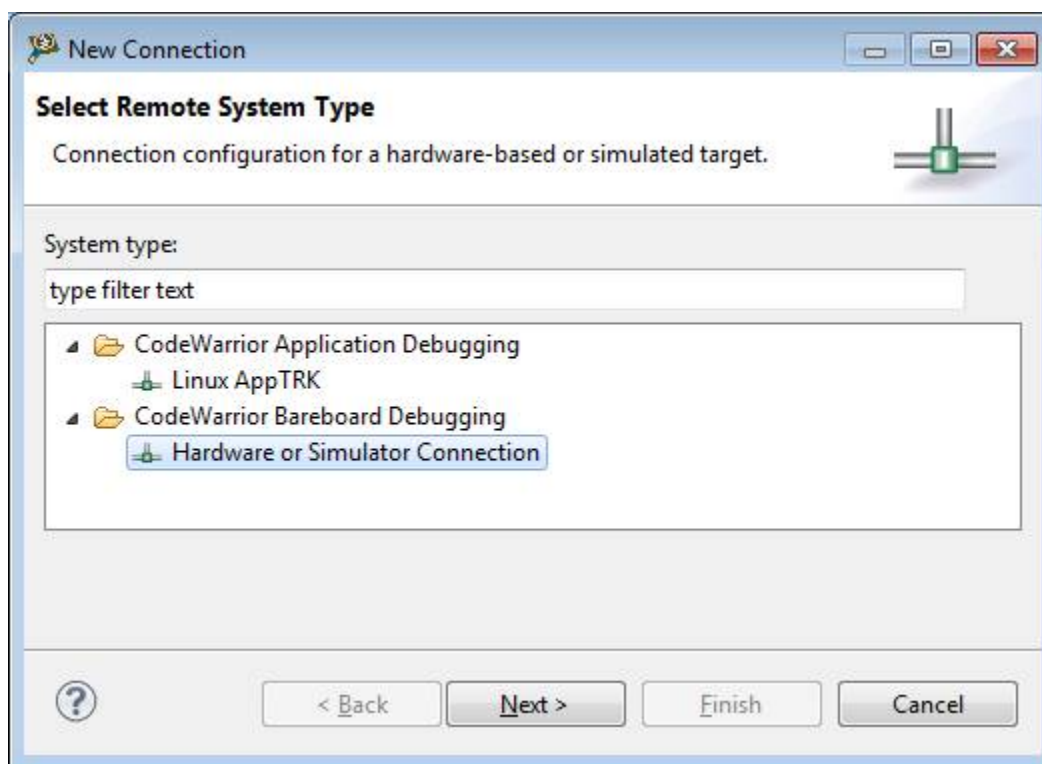 New Connection
Select Remote System Type
Connection configuration for a hardware-based or simulated target.
System type:
type filter text
CodeWarrior Application Debugging
Linux AppTRK
CodeWarrior Bareboard Debugging
Hardware or Simulator Connection
? < Back Next > Finish Cancel